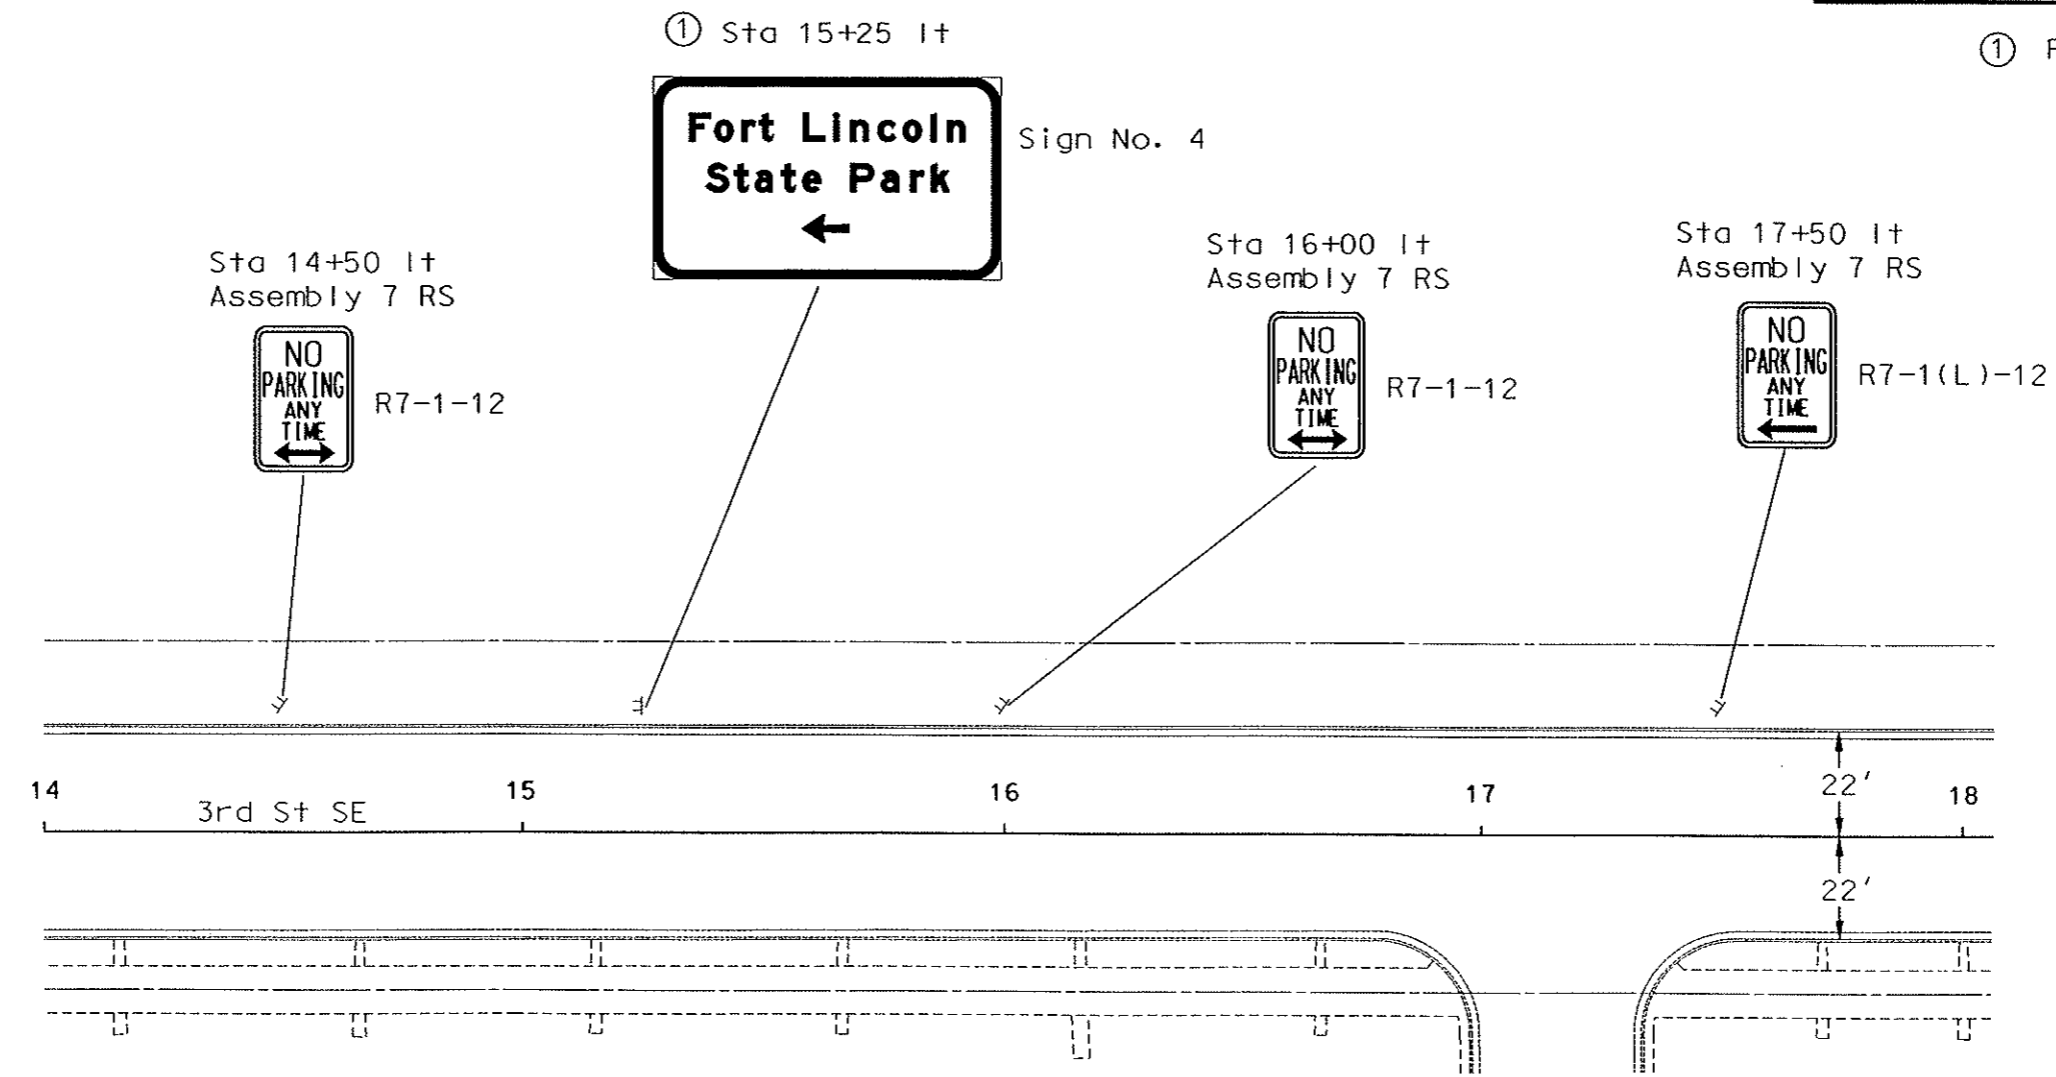 ① Sta 15+25 lt
① F
Fort Lincoln
State Park
Sign No. 4
Sta 14+50 lt
Assembly 7 RS
NO
PARKING
ANY
TIME
R7-1-12
Sta 16+00 lt
Assembly 7 RS
NO
PARKING
ANY
TIME
R7-1-12
Sta 17+50 lt
Assembly 7 RS
NO
PARKING
ANY
TIME
R7-1(L)-12
14
15
16
17
18
3rd St SE
22'
22'